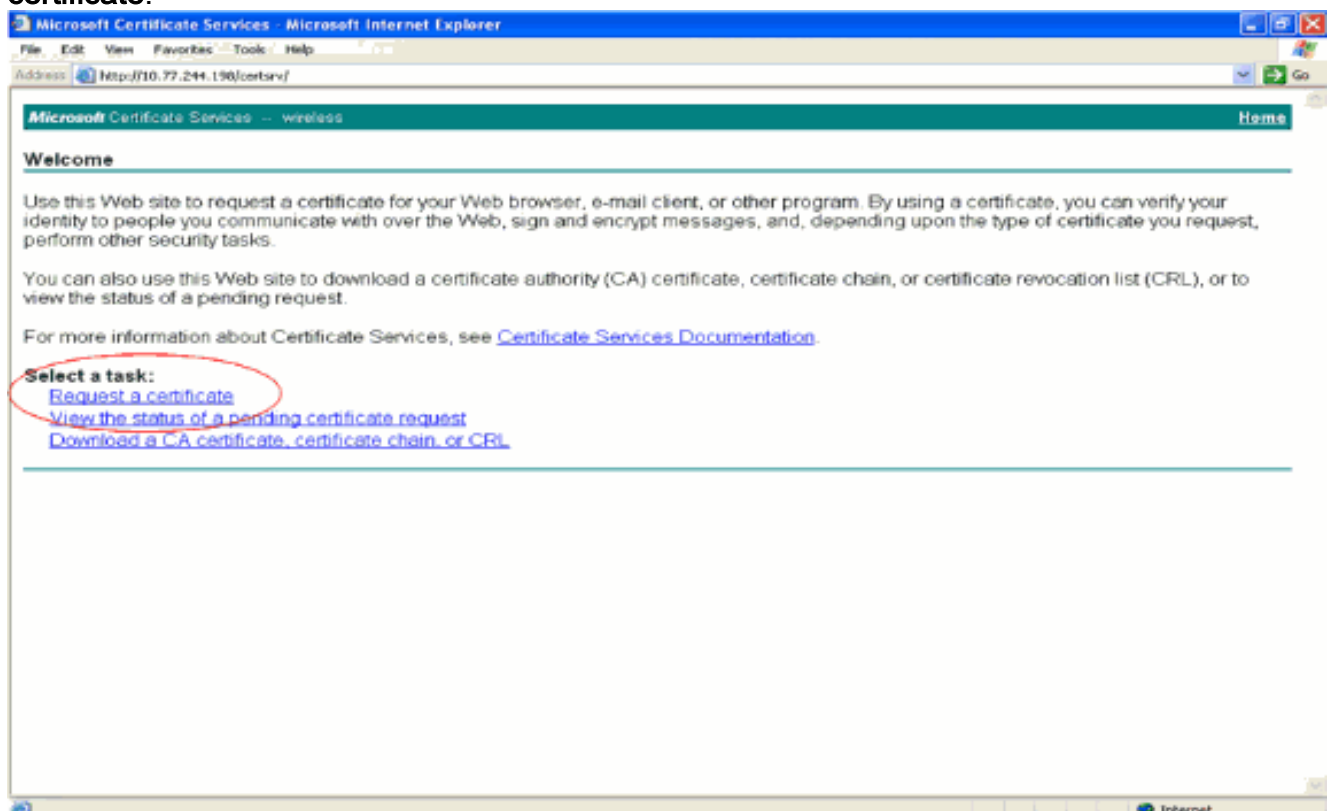 certificate.
Microsoft Certificate Services - Microsoft Internet Explorer
File Edit View Favorites Tools Help
Address http://10.77.244.198/certsrv/ Go
Microsoft Certificate Services -- wireless Home
Welcome
Use this Web site to request a certificate for your Web browser, e-mail client, or other program. By using a certificate, you can verify your
identity to people you communicate with over the Web, sign and encrypt messages, and, depending upon the type of certificate you request,
perform other security tasks.
You can also use this Web site to download a certificate authority (CA) certificate, certificate chain, or certificate revocation list (CRL), or to
view the status of a pending request.
For more information about Certificate Services, see Certificate Services Documentation.
Select a task:
Request a certificate
View the status of a pending certificate request
Download a CA certificate, certificate chain, or CRL
Internet